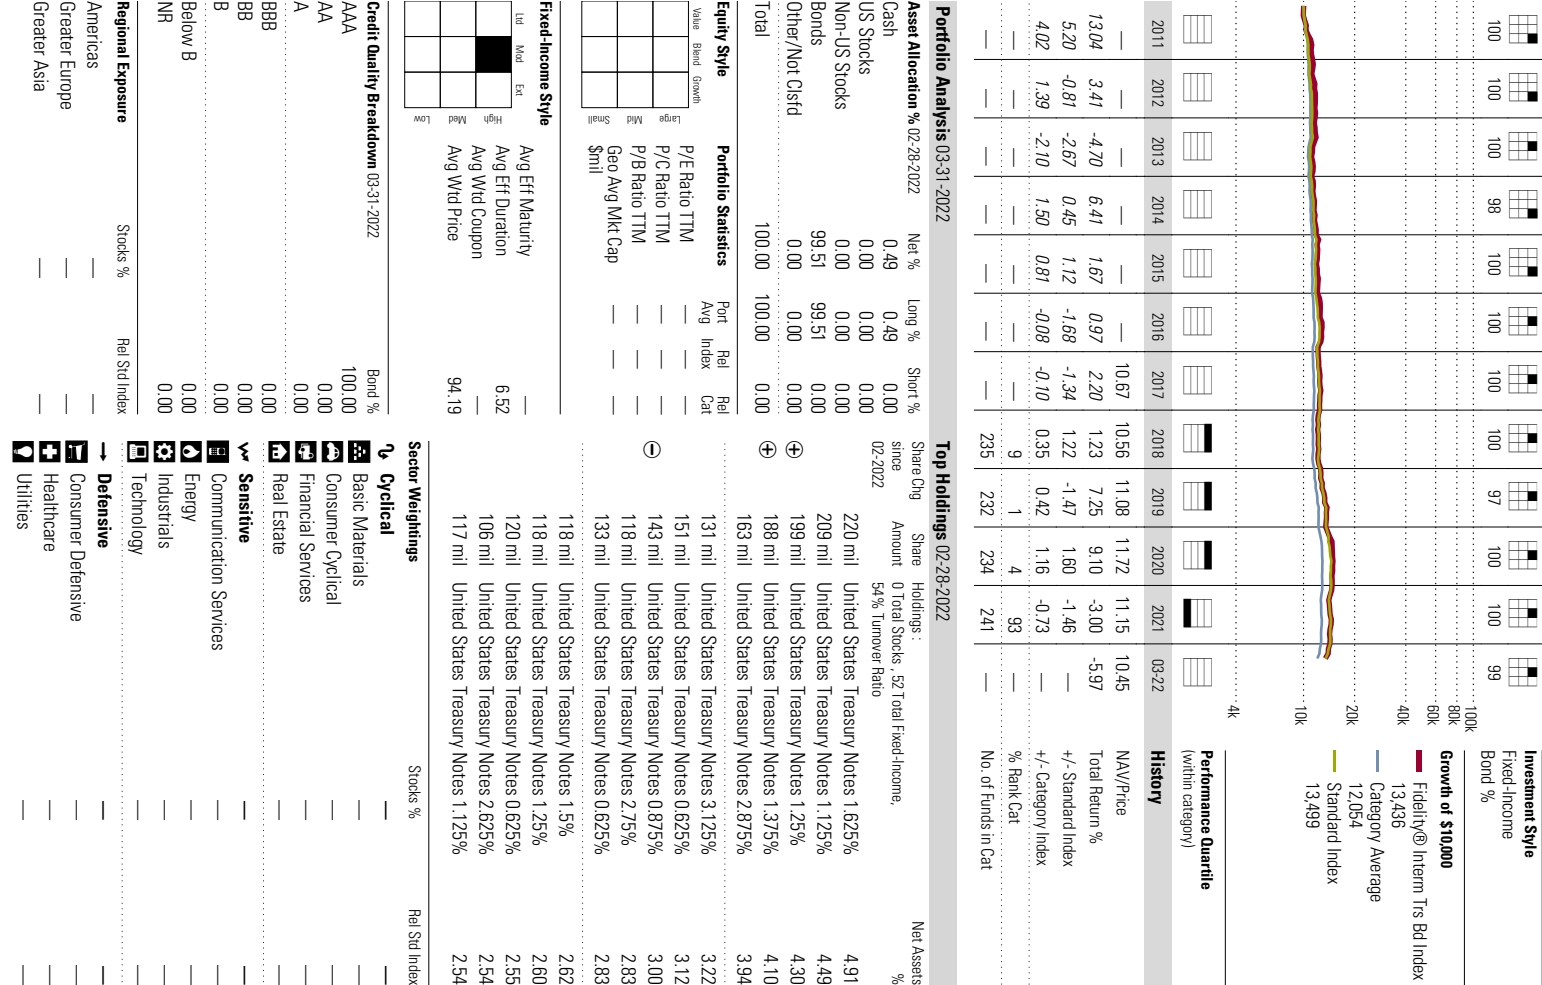 Investment Style
Fixed-Income
100 100 100 98 100 100 100 100 97 100 100 99 Bond %
100k
80k
60k
40k
20k
10k
4k
Growth of $10,000
Fidelity® Interm Trs Bd Index
13,436
Category Average
12,054
Standard Index
13,499
Performance Quartile
(within category)
2011 2012 2013 2014 2015 2016 2017 2018 2019 2020 2021 03-22 History
— — — — — — 10.67 10.56 11.08 11.72 11.15 10.45 NAV/Price
13.04 3.41 -4.70 6.41 1.67 0.97 2.20 1.23 7.25 9.10 -3.00 -5.97 Total Return %
5.20 -0.81 -2.67 0.45 1.12 -1.68 -1.34 1.22 -1.47 1.60 -1.46 — +/- Standard Index
4.02 1.39 -2.10 1.50 0.81 -0.08 -0.10 0.35 0.42 1.16 -0.73 — +/- Category Index
— — — — — — — 9 1 4 93 — % Rank Cat
— — — — — — — 235 232 234 241 — No. of Funds in Cat
Portfolio Analysis 03-31-2022
Asset Allocation % 02-28-2022 Net % Long % Short %
Cash 0.49 0.49 0.00
US Stocks 0.00 0.00 0.00
Non-US Stocks 0.00 0.00 0.00
Bonds 99.51 99.51 0.00
Other/Not Clsfd 0.00 0.00 0.00
Total 100.00 100.00 0.00
Equity Style
Value Blend Growth
Large
Mid
Small
Portfolio Statistics Port Avg Rel Index Rel Cat
P/E Ratio TTM — — —
P/C Ratio TTM — — —
P/B Ratio TTM — — —
Geo Avg Mkt Cap $mil — — —
Fixed-Income Style
Ltd Mod Ext
High
Med
Low
Avg Eff Maturity —
Avg Eff Duration 6.52
Avg Wtd Coupon —
Avg Wtd Price 94.19
Credit Quality Breakdown 03-31-2022 Bond %
AAA 100.00
AA 0.00
A 0.00
BBB 0.00
BB 0.00
B 0.00
Below B 0.00
NR 0.00
Regional Exposure Stocks % Rel Std Index
Americas — —
Greater Europe — —
Greater Asia — —
Top Holdings 02-28-2022
Share Chg since 02-2022
Share Amount
Holdings :
0 Total Stocks , 52 Total Fixed-Income,
54% Turnover Ratio
Net Assets %
220 mil United States Treasury Notes 1.625% 4.91
209 mil United States Treasury Notes 1.125% 4.49
⊕ 199 mil United States Treasury Notes 1.25% 4.30
⊕ 188 mil United States Treasury Notes 1.375% 4.10
163 mil United States Treasury Notes 2.875% 3.94
131 mil United States Treasury Notes 3.125% 3.22
151 mil United States Treasury Notes 0.625% 3.12
⊖ 143 mil United States Treasury Notes 0.875% 3.00
118 mil United States Treasury Notes 2.75% 2.83
133 mil United States Treasury Notes 0.625% 2.83
118 mil United States Treasury Notes 1.5% 2.62
118 mil United States Treasury Notes 1.25% 2.60
120 mil United States Treasury Notes 0.625% 2.55
106 mil United States Treasury Notes 2.625% 2.54
117 mil United States Treasury Notes 1.125% 2.54
Sector Weightings Stocks % Rel Std Index
Cyclical — —
Basic Materials — —
Consumer Cyclical — —
Financial Services — —
Real Estate — —
Sensitive — —
Communication Services — —
Energy — —
Industrials — —
Technology — —
Defensive — —
Consumer Defensive — —
Healthcare — —
Utilities — —